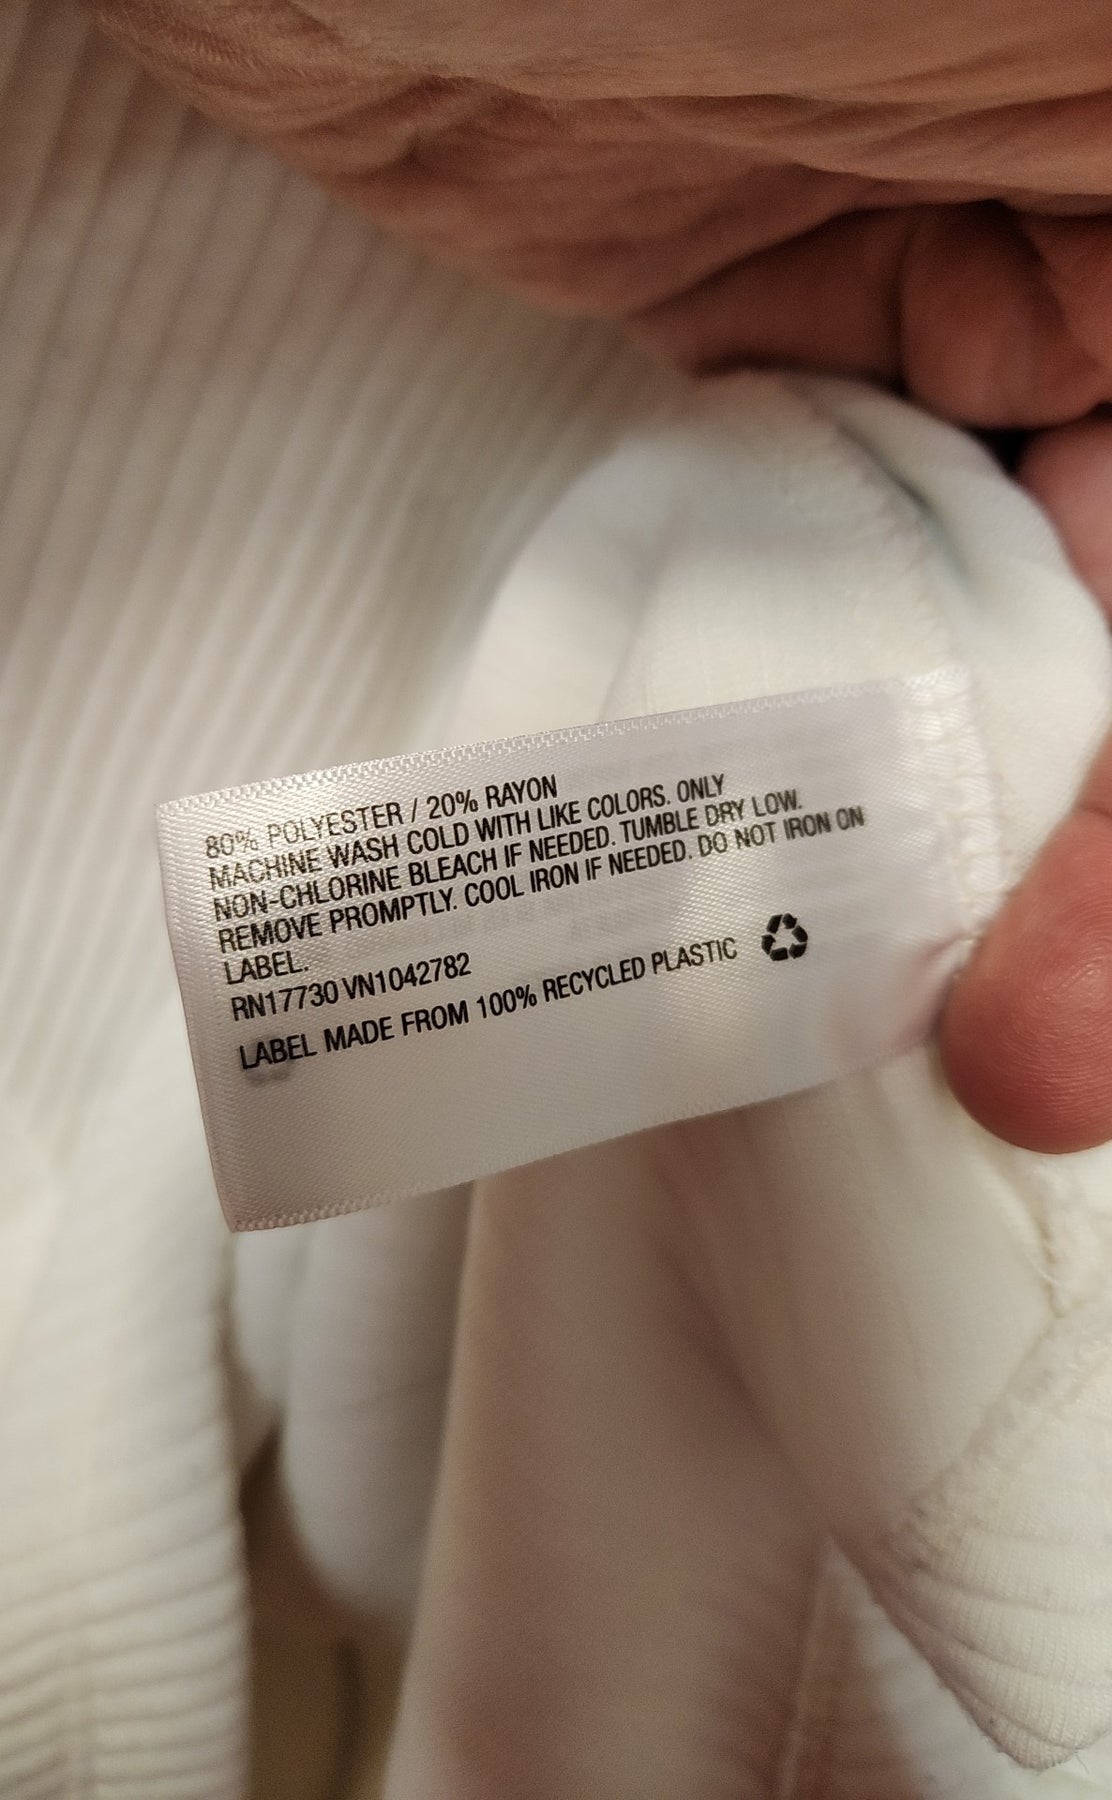 80% POLYESTER / 20% RAYON
MACHINE WASH COLD WITH LIKE COLORS. ONLY
NON-CHLORINE BLEACH IF NEEDED. TUMBLE DRY LOW.
REMOVE PROMPTLY. COOL IRON IF NEEDED. DO NOT IRON ON
LABEL.
RN17730 VN1042782
LABEL MADE FROM 100% RECYCLED PLASTIC